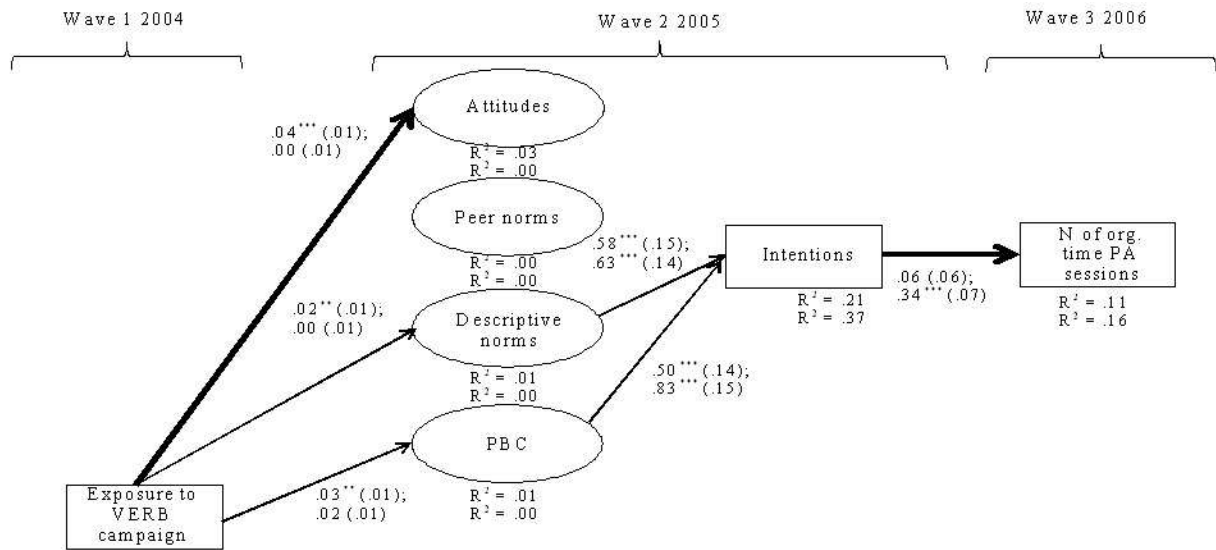 Wave 1 2004
Wave 2 2005
Wave 3 2006
Attitudes
.04*** (.01);
.00 (.01)
R² = .03
R² = .00
Peer norms
R² = .00
R² = .00
.58*** (.15);
.63*** (.14)
Intentions
R² = .21
R² = .37
.06 (.06);
.34*** (.07)
N of org.
time PA
sessions
R² = .11
R² = .16
.02** (.01);
.00 (.01)
Descriptive
norms
R² = .01
R² = .00
.50*** (.14);
.83*** (.15)
PBC
R² = .01
R² = .00
.03** (.01);
.02 (.01)
Exposure to
VERB
campaign